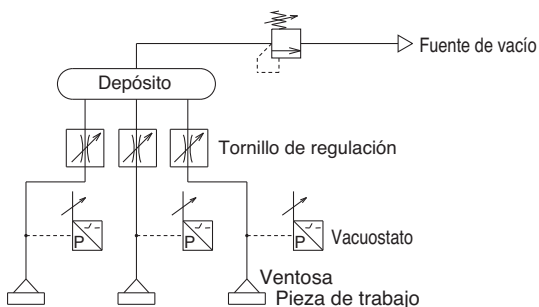 Fuente de vacío
Depósito
Tornillo de regulación
P
P
P
Vacuostato
Ventosa
Pieza de trabajo